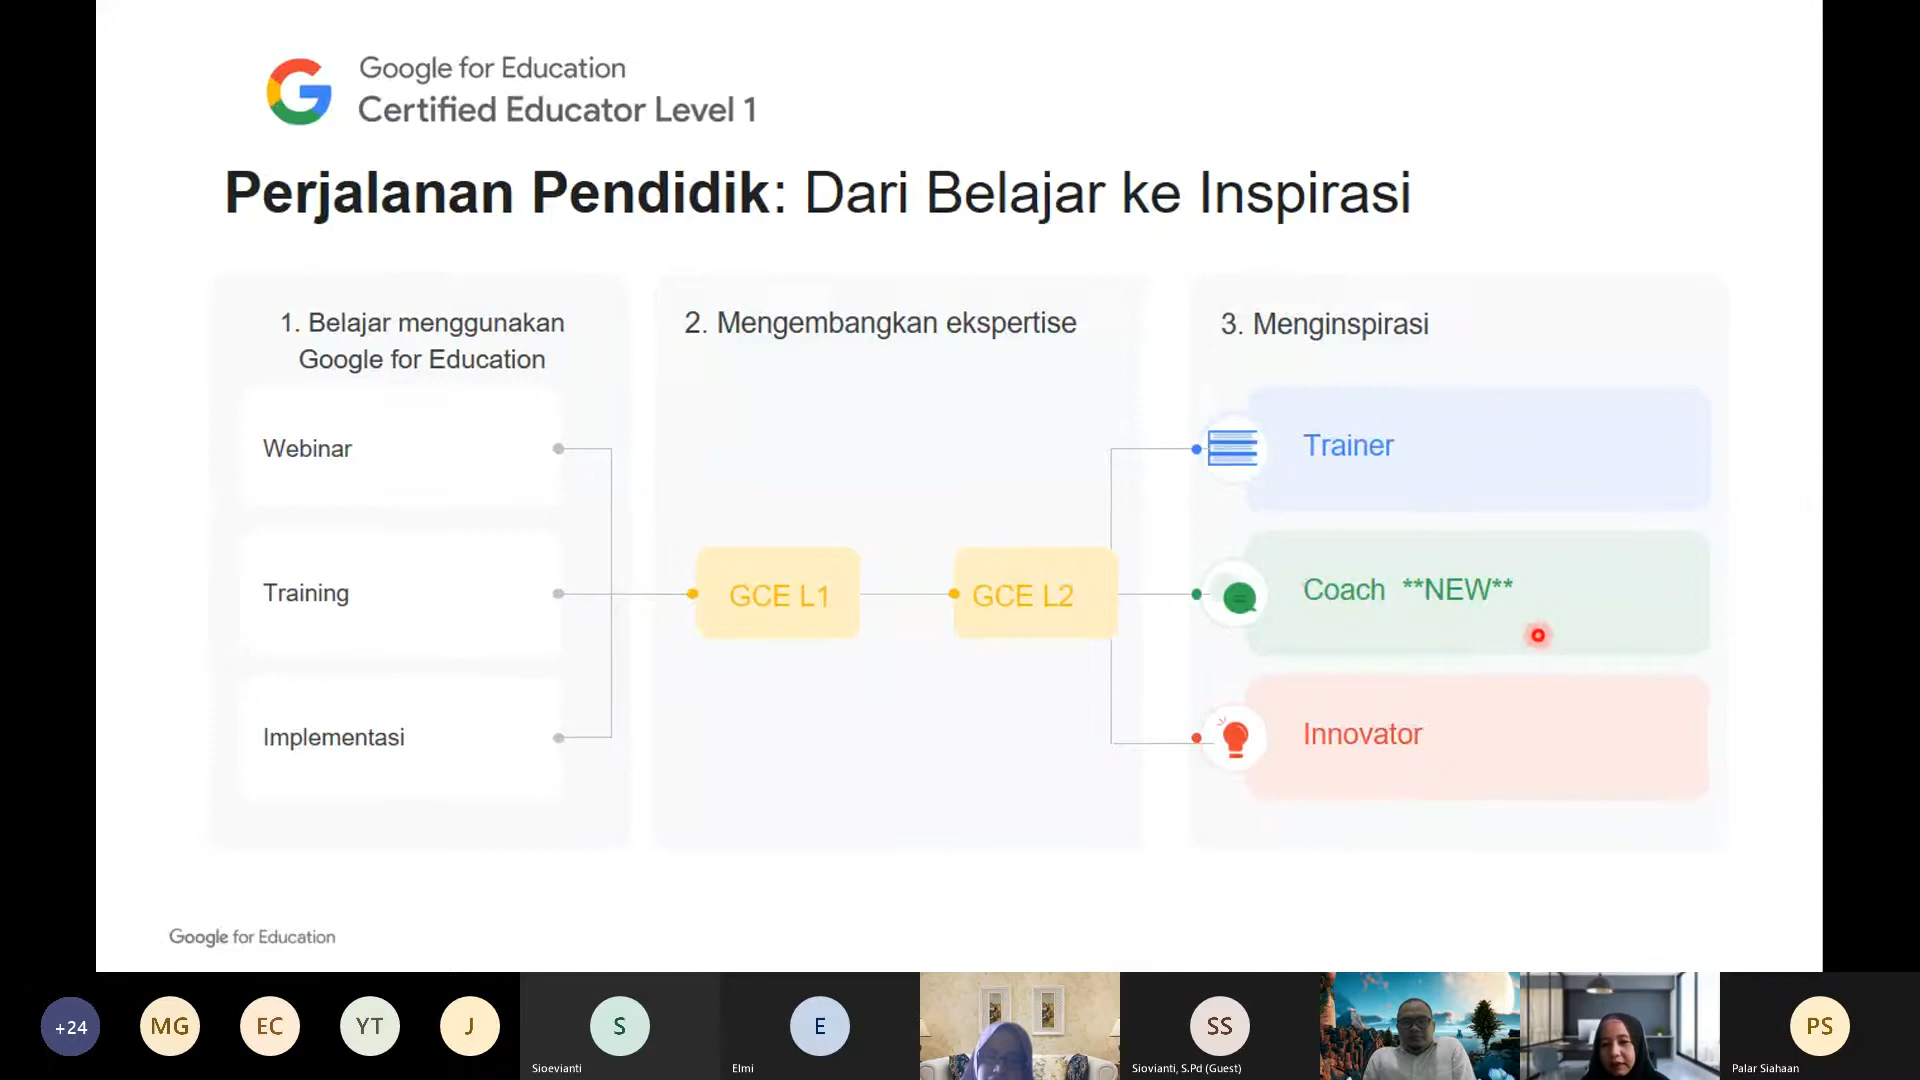 Google for Education
Certified Educator Level 1
Perjalanan Pendidik: Dari Belajar ke Inspirasi
1. Belajar menggunakan
Google for Education
Webinar
Training
Implementasi
2. Mengembangkan ekspertise
GCE L1
GCE L2
3. Menginspirasi
Trainer
Coach **NEW**
Innovator
Google for Education
+24
MG
EC
YT
J
S
Sioevianti
E
Elmi
SS
Siovianti, S.Pd (Guest)
PS
Palar Siahaan